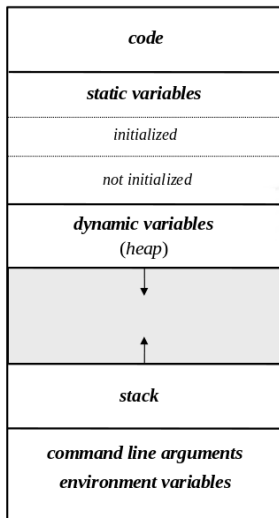 code
static variables
initialized
not initialized
dynamic variables
(heap)
stack
command line arguments
environment variables